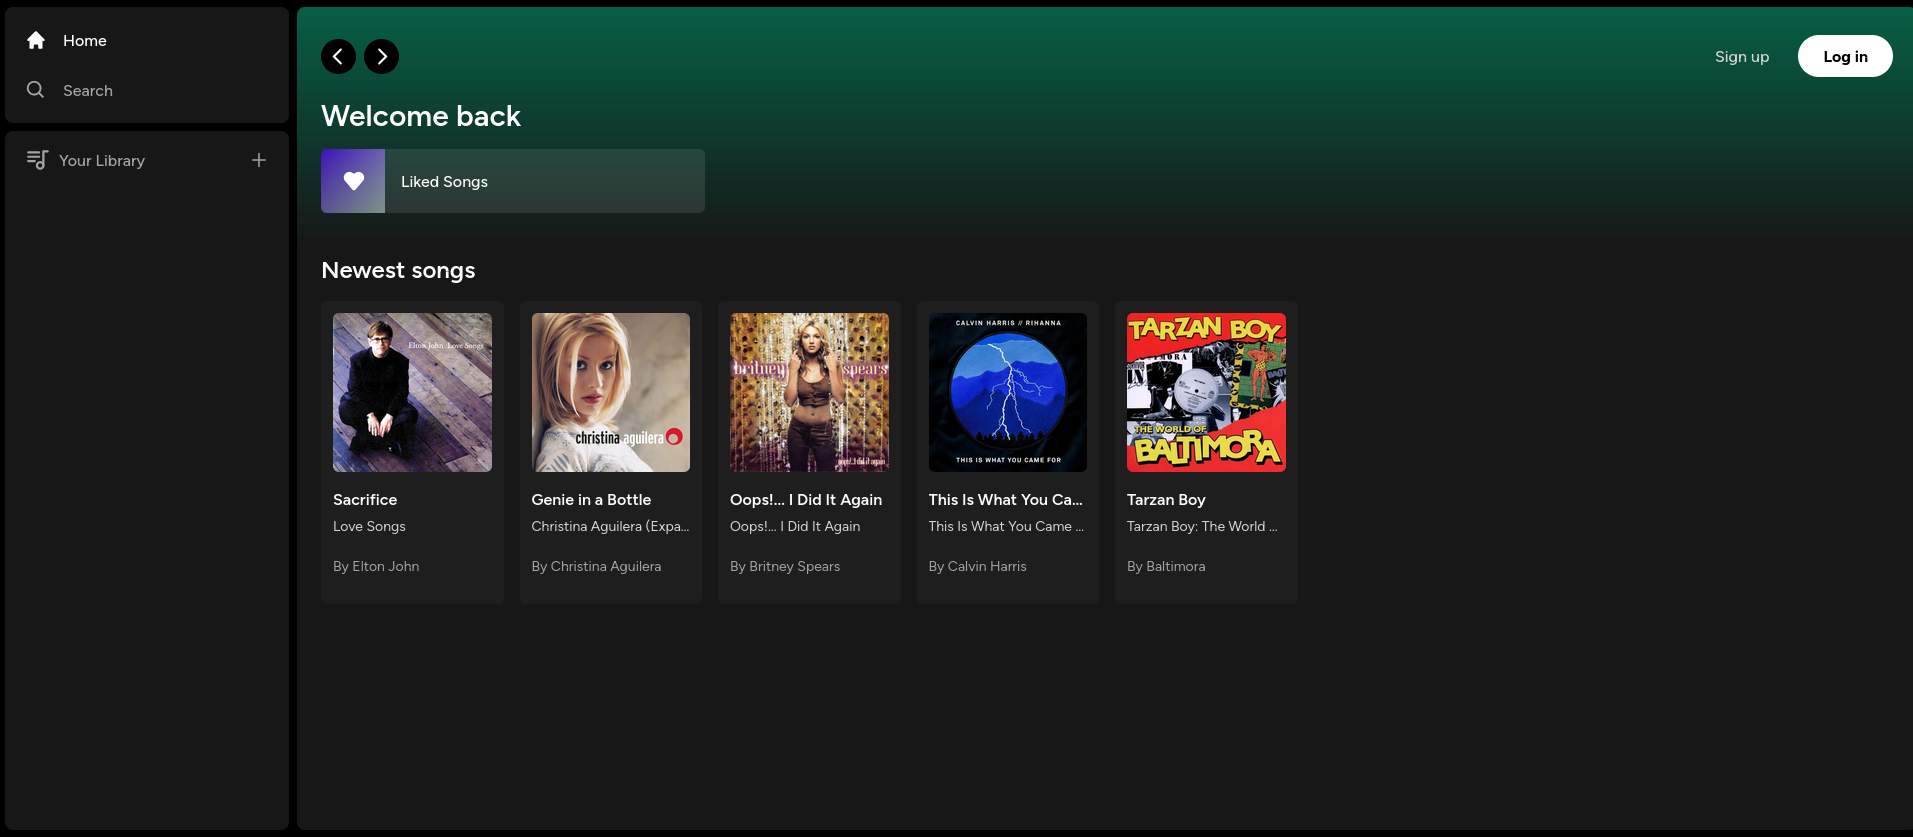 Home
Search
Your Library
Sign up
Log in
Welcome back
Liked Songs
Newest songs
Elton John Love Songs
Sacrifice
Love Songs
By Elton John
christina aguilera
Genie in a Bottle
Christina Aguilera (Expa...
By Christina Aguilera
britney spears
oops!...i did it again
Oops!... I Did It Again
Oops!... I Did It Again
By Britney Spears
CALVIN HARRIS // RIHANNA
THIS IS WHAT YOU CAME FOR
This Is What You Ca...
This Is What You Came ...
By Calvin Harris
TARZAN BOY
THE WORLD OF
BALTIMORA
Tarzan Boy
Tarzan Boy: The World ...
By Baltimora